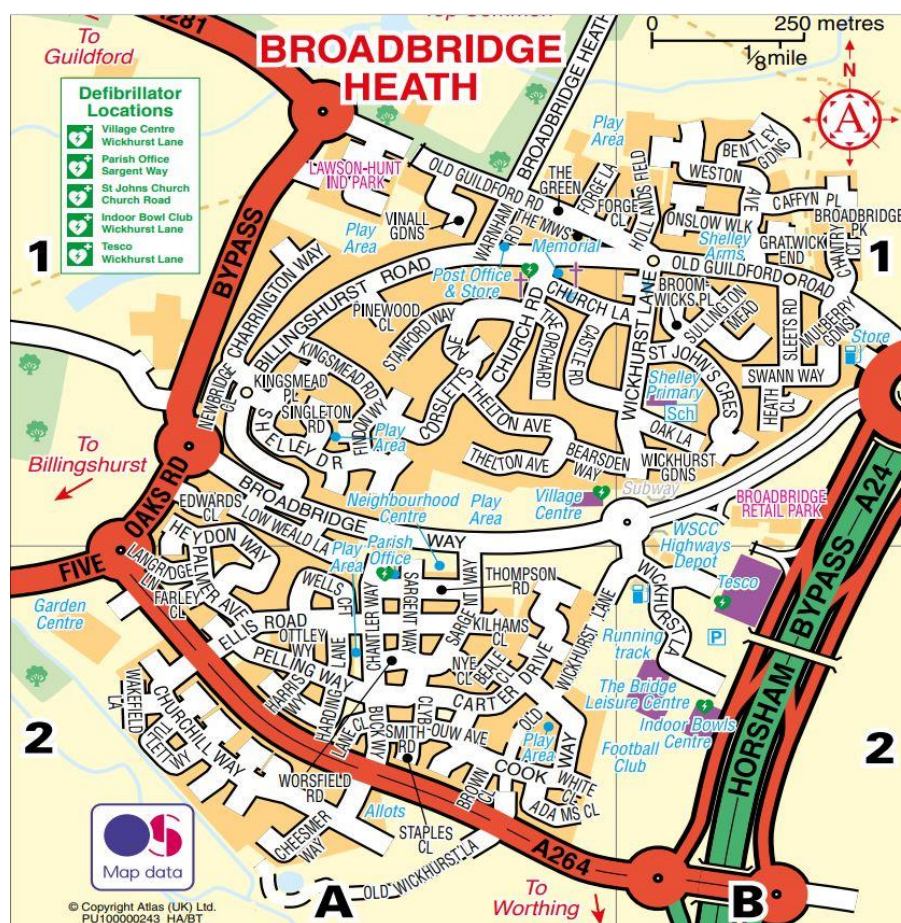 A281
To
Guildford
BROADBRIDGE
HEATH
Top Common
BROADBRIDGE HEATH
0 250 metres
1/8 mile
N
A
Defibrillator
Locations
Village Centre
Wickhurst Lane
Parish Office
Sargent Way
St Johns Church
Church Road
Indoor Bowl Club
Wickhurst Lane
Tesco
Wickhurst Lane
LAWSON-HUNT
IND PARK
Play
Area
OLD GUILDFORD RD
THE
GREEN
FORGE LA
FORGE CL
HOLLANDS FIELD
BENTLEY
GDNS
WESTON
AVE
CAFFYN PL
BROADBRIDGE
PK
CHANTRY
CT
ONSLOW WLK
Shelley
Arms
GRATWICK
END
VINALL
GDNS
WARNHAM
RD
THE MWS
Memorial
Play
Area
1
1
BYPASS
OLD GUILDFORD ROAD
Post Office
& Store
BILLINGSHURST ROAD
CHARRINGTON WAY
NEWBRIDGE
CL
PINEWOOD
CL
STANFORD WAY
CHURCH LA
CHURCH RD
THE ORCHARD
CASTLE RD
WICKHURST LANE
BROOM-
WICKS PL
SULLINGTON
MEAD
SLEETS RD
MULBERRY
GDNS
Store
ST JOHN'S CRES
SWANN WAY
HEATH
CL
Shelley
Primary
Sch
OAK LA
WICKHURST
GDNS
KINGSMEAD RD
KINGSMEAD
PL
SINGLETON
RD
FINDON WY
SHELLEY DR
Play
Area
CORSLETTS
AVE
THELTON AVE
THELTON AVE
BEARSDEN
WAY
Subway
To
Billingshurst
FIVE OAKS RD
BROADBRIDGE WAY
Neighbourhood
Centre
Play
Area
Village
Centre
BROADBRIDGE
RETAIL PARK
HORSHAM BYPASS A24
EDWARDS
CL
LOW WEALD LA
HEYDON WAY
PALMER AVE
LANGRIDGE
LN
FARLEY
CL
Play
Area
Parish
Office
WELLS CR
CHANTLER WAY
SARGENT WAY
SARGENT WAY
THOMPSON
RD
WSCC
Highways
Depot
Tesco
WICKHURST LA
WICKHURST LANE
P
Garden
Centre
ELLIS ROAD
OTTLEY
WY
PELLING WAY
HARRIS
WY
HARDING
LANE
KILHAMS
CL
NYE
CL
BEALE
CL
CARTER DRIVE
Running
track
The Bridge
Leisure Centre
Indoor Bowls
Centre
Football
Club
2
2
WAKEFIELD
LA
CHURCHILL WAY
SMITH
RD
OLD
Play
Area
WAY
COOK
WHITE
CL
ADAMS CL
BROWN
CL
WORSFIELD
RD
STAPLES
CL
Allots
CHEESMER
WAY
OLD WICKHURST LA
A264
To
Worthing
A
B
OS
Map data
© Copyright Atlas (UK) Ltd.
PU100000243 HA/BT